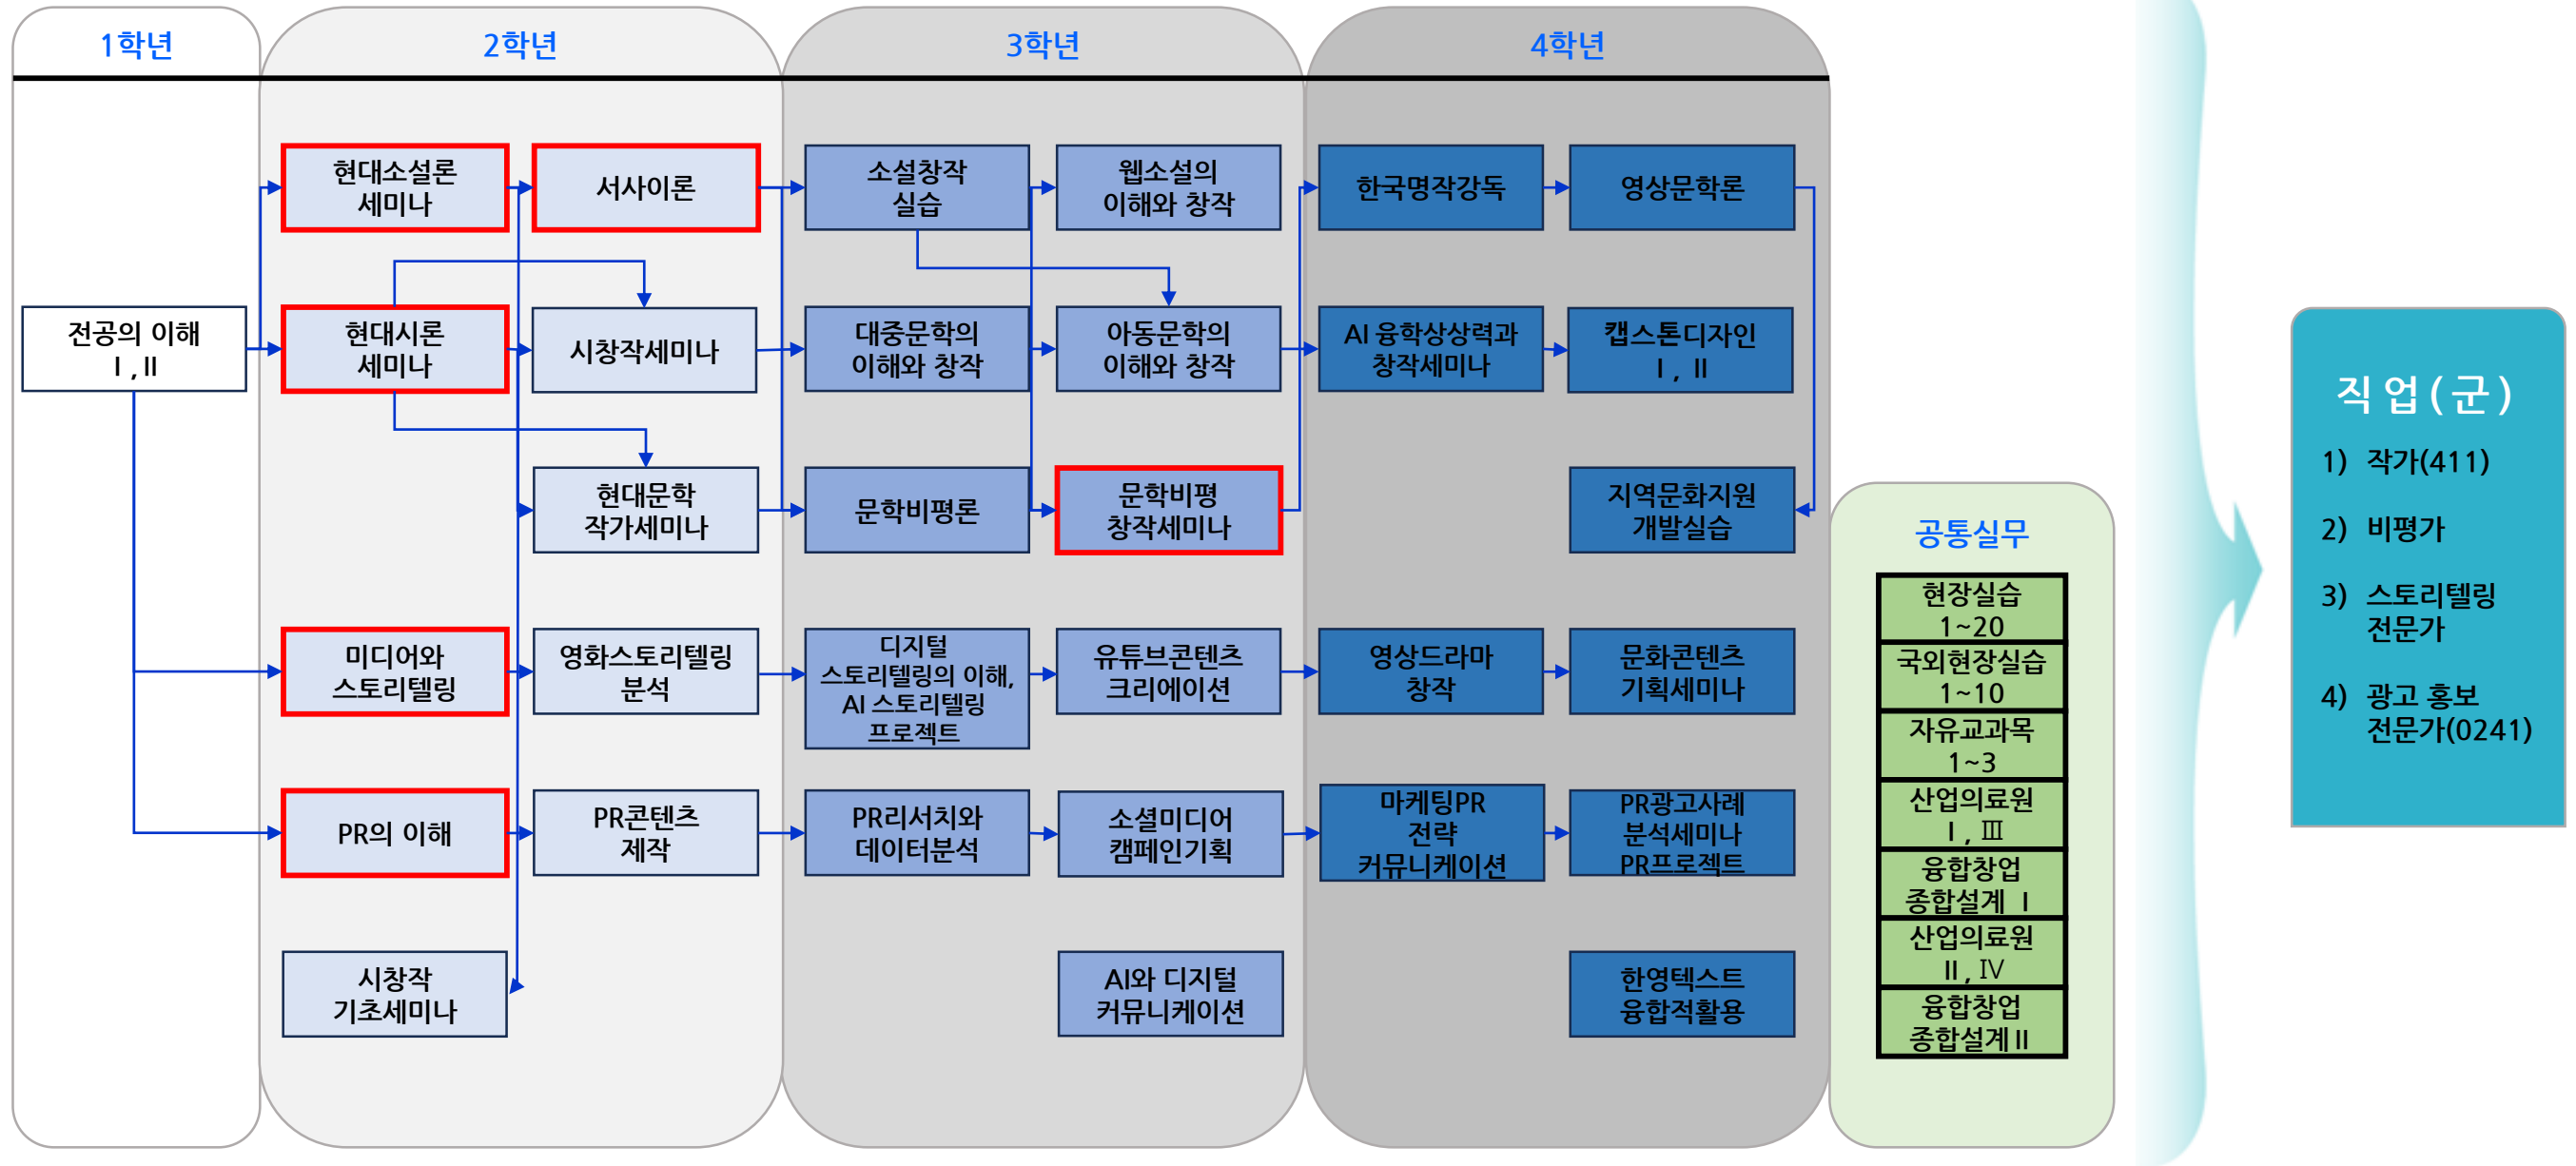 1학년
2학년
3학년
4학년
전공의 이해
Ⅰ,Ⅱ
현대소설론
세미나
서사이론
현대시론
세미나
시창작세미나
현대문학
작가세미나
미디어와
스토리텔링
영화스토리텔링
분석
PR의 이해
PR콘텐츠
제작
시창작
기초세미나
소설창작
실습
웹소설의
이해와 창작
대중문학의
이해와 창작
아동문학의
이해와 창작
문학비평론
문학비평
창작세미나
디지털
스토리텔링의 이해,
AI 스토리텔링
프로젝트
유튜브콘텐츠
크리에이션
PR리서치와
데이터분석
소셜미디어
캠페인기획
AI와 디지털
커뮤니케이션
한국명작강독
영상문학론
AI 융학상상력과
창작세미나
캡스톤디자인
Ⅰ, Ⅱ
지역문화지원
개발실습
영상드라마
창작
문화콘텐츠
기획세미나
마케팅PR
전략
커뮤니케이션
PR광고사례
분석세미나
PR프로젝트
한영텍스트
융합적활용
공통실무
현장실습
1~20
국외현장실습
1~10
자유교과목
1~3
산업의료원
Ⅰ, Ⅲ
융합창업
종합설계 Ⅰ
산업의료원
Ⅱ, Ⅳ
융합창업
종합설계Ⅱ
직업(군)
1) 작가(411)
2) 비평가
3) 스토리텔링
전문가
4) 광고 홍보
전문가(0241)